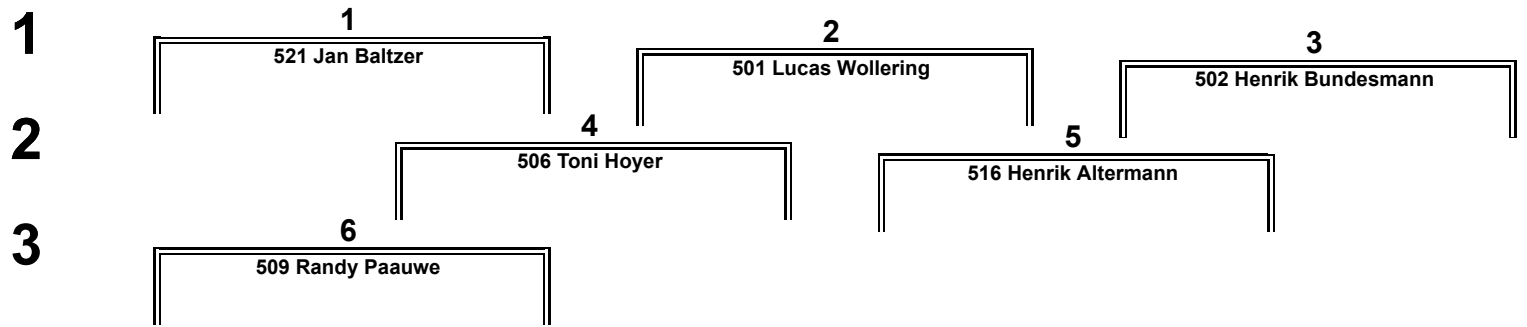 1
1
521 Jan Baltzer
2
501 Lucas Wollering
3
502 Henrik Bundesmann
2
4
506 Toni Hoyer
5
516 Henrik Altermann
3
6
509 Randy Paauwe